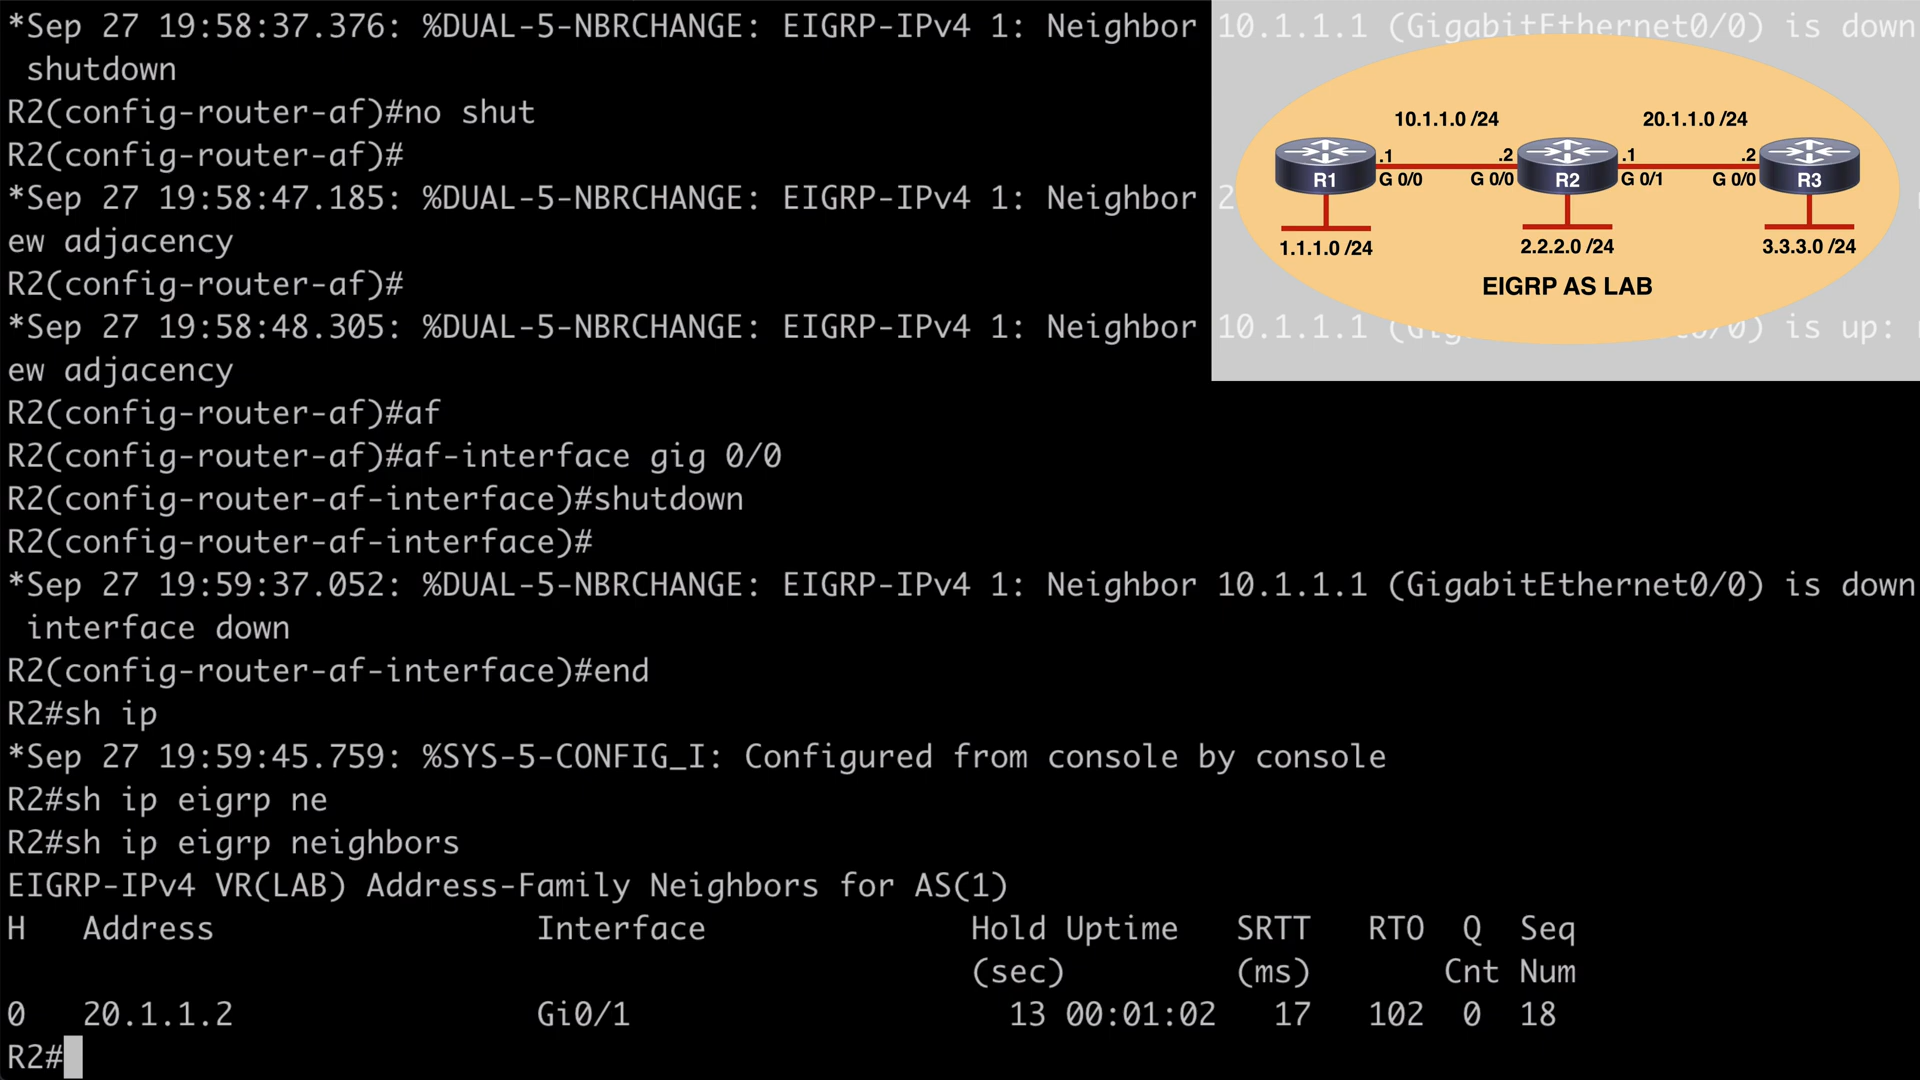 *Sep 27 19:58:37.376: %DUAL-5-NBRCHANGE: EIGRP-IPv4 1: Neighbor 10.1.1.1 (GigabitEthernet0/0) is down
shutdown
R2(config-router-af)#no shut
R2(config-router-af)#
*Sep 27 19:58:47.185: %DUAL-5-NBRCHANGE: EIGRP-IPv4 1: Neighbor 2
ew adjacency
R2(config-router-af)#
*Sep 27 19:58:48.305: %DUAL-5-NBRCHANGE: EIGRP-IPv4 1: Neighbor 10.1.1.1 0/0) is up:
ew adjacency
R2(config-router-af)#af
R2(config-router-af)#af-interface gig 0/0
R2(config-router-af-interface)#shutdown
R2(config-router-af-interface)#
*Sep 27 19:59:37.052: %DUAL-5-NBRCHANGE: EIGRP-IPv4 1: Neighbor 10.1.1.1 (GigabitEthernet0/0) is down
interface down
R2(config-router-af-interface)#end
R2#sh ip
*Sep 27 19:59:45.759: %SYS-5-CONFIG_I: Configured from console by console
R2#sh ip eigrp ne
R2#sh ip eigrp neighbors
EIGRP-IPv4 VR(LAB) Address-Family Neighbors for AS(1)
H Address Interface Hold Uptime SRTT RTO Q Seq
(sec) (ms) Cnt Num
0 20.1.1.2 Gi0/1 13 00:01:02 17 102 0 18
R2#
10.1.1.0 /24 20.1.1.0 /24
.1 .2 .1 .2
R1 G 0/0 G 0/0 R2 G 0/1 G 0/0 R3
1.1.1.0 /24 2.2.2.0 /24 3.3.3.0 /24
EIGRP AS LAB